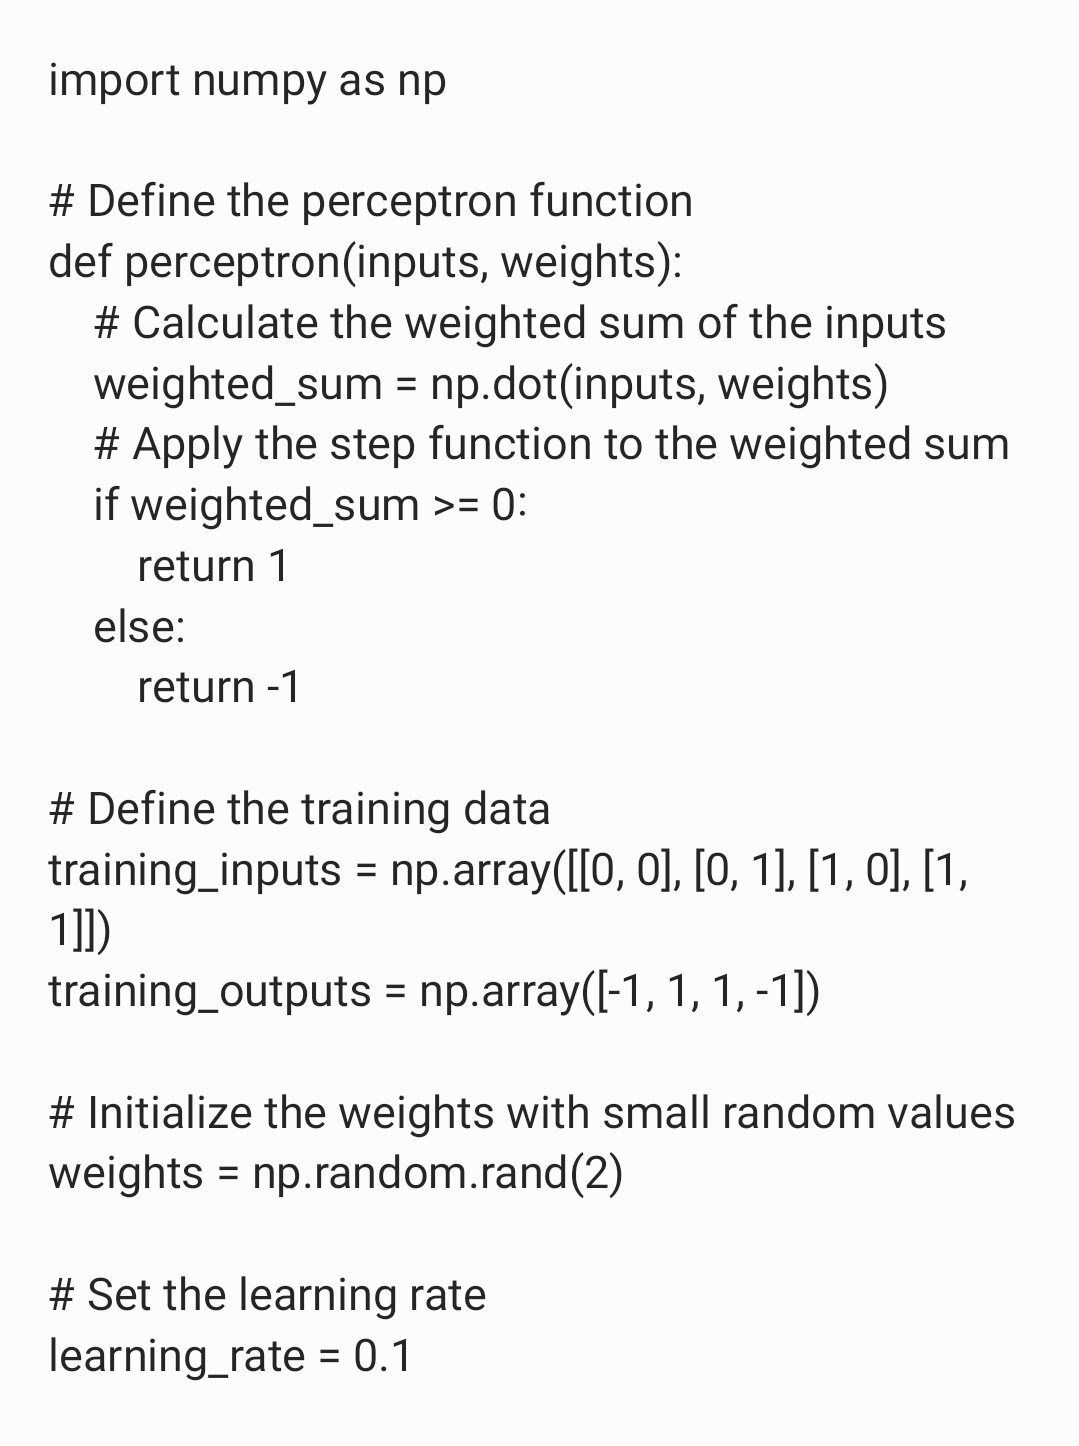 import numpy as np
# Define the perceptron function
def perceptron(inputs, weights):
# Calculate the weighted sum of the inputs
weighted_sum = np.dot(inputs, weights)
# Apply the step function to the weighted sum
if weighted_sum >= 0:
return 1
else:
return -1
# Define the training data
training_inputs = np.array([[0, 0], [0, 1], [1, 0], [1,
1]])
training_outputs = np.array([-1, 1, 1, -1])
# Initialize the weights with small random values
weights = np.random.rand(2)
# Set the learning rate
learning_rate = 0.1